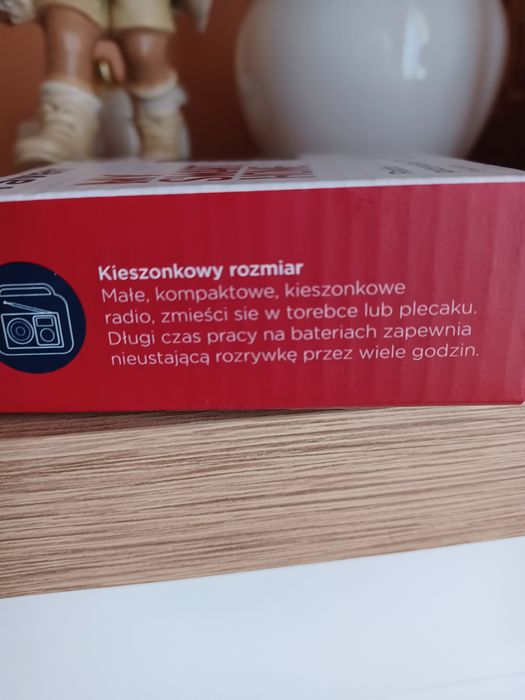 Kieszonkowy rozmiar
Małe, kompaktowe, kieszonkowe
radio, zmieści sie w torebce lub plecaku.
Długi czas pracy na bateriach zapewnia
nieustającą rozrywkę przez wiele godzin.